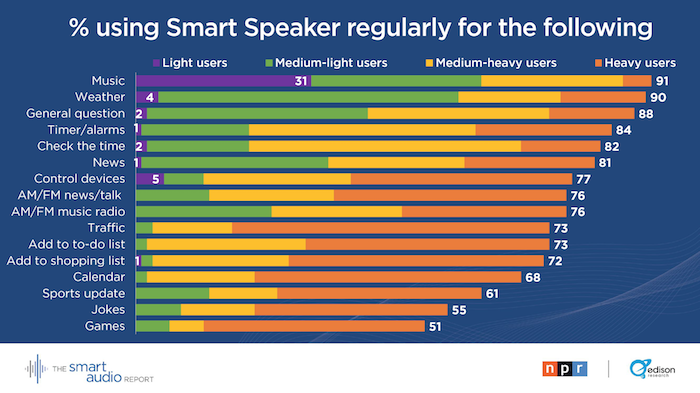 % using Smart Speaker regularly for the following
Light users Medium-light users Medium-heavy users Heavy users
Music 31 91
Weather 4 90
General question 2 88
Timer/alarms 1 84
Check the time 2 82
News 1 81
Control devices 5 77
AM/FM news/talk 76
AM/FM music radio 76
Traffic 73
Add to to-do list 73
Add to shopping list 1 72
Calendar 68
Sports update 61
Jokes 55
Games 51
THE smart
audio REPORT
npr
edison
research